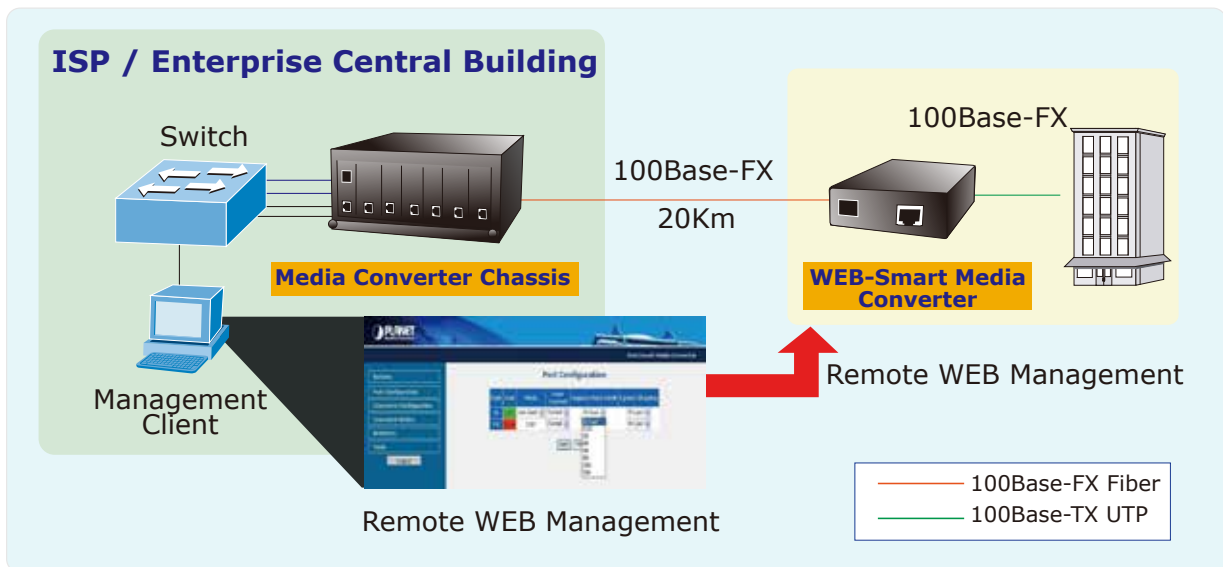 ISP / Enterprise Central Building
Switch
100Base-FX
20Km
100Base-FX
Media Converter Chassis
WEB-Smart Media
Converter
Management
Client
PLANET
Port Configuration
Remote WEB Management
Remote WEB Management
100Base-FX Fiber
100Base-TX UTP